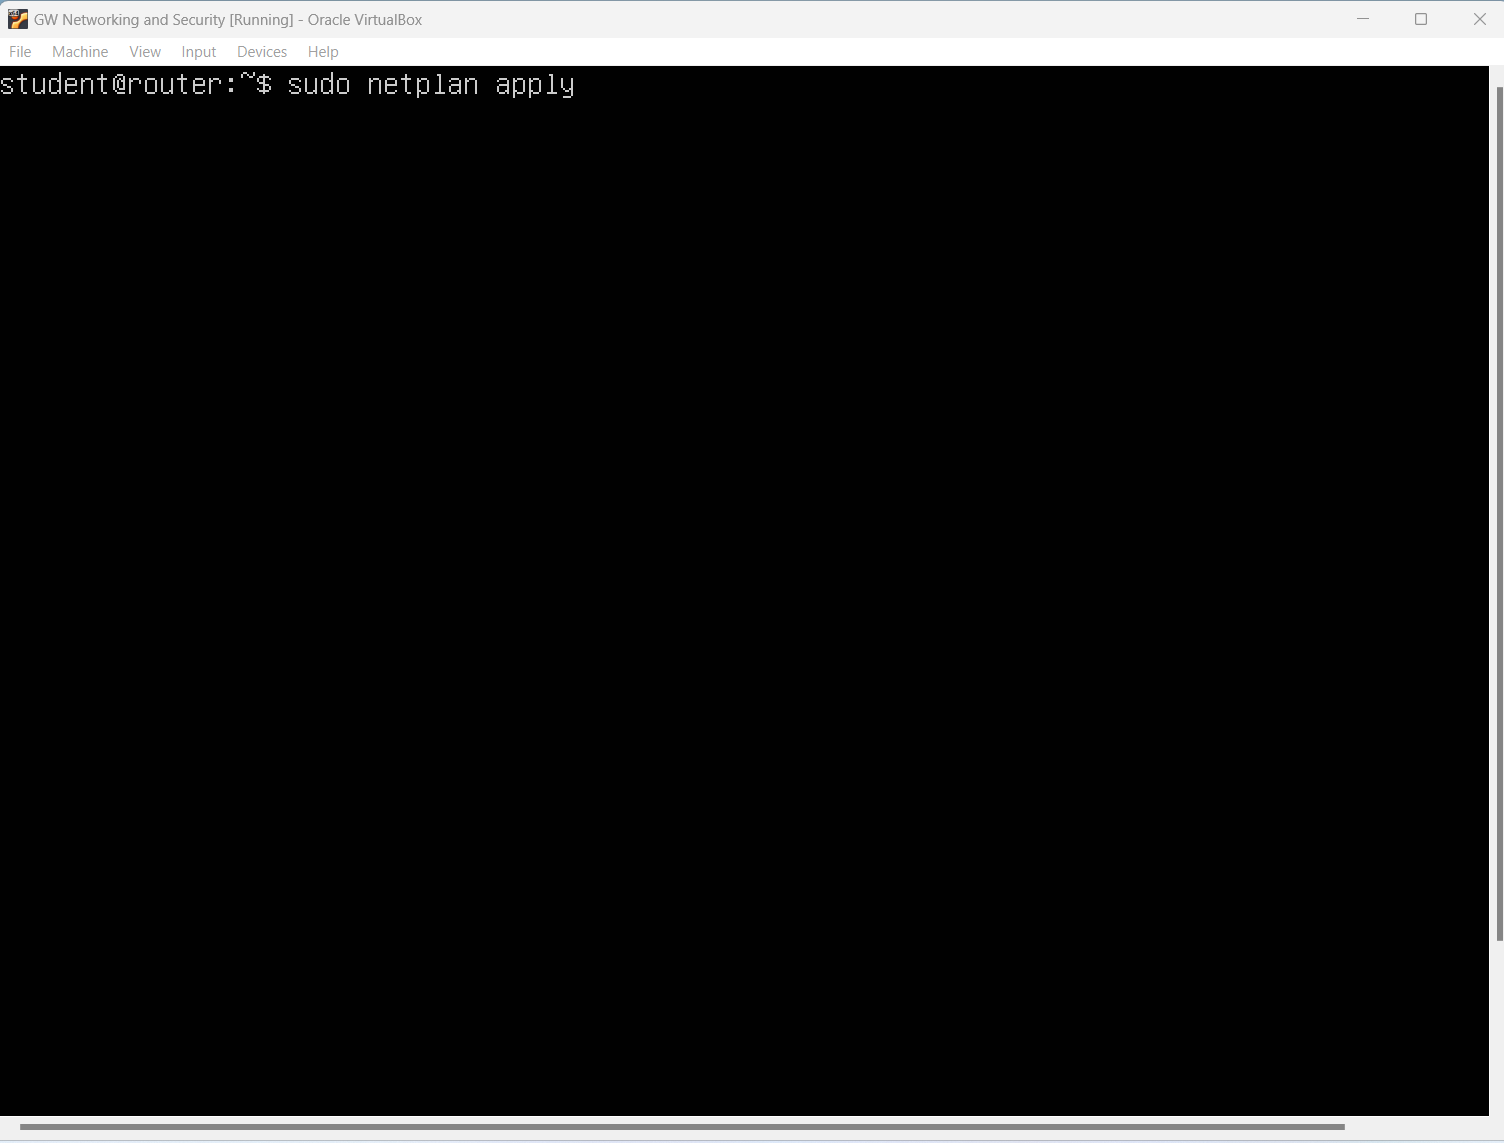 GW Networking and Security [Running] - Oracle VirtualBox
File Machine View Input Devices Help
student@router:~$ sudo netplan apply